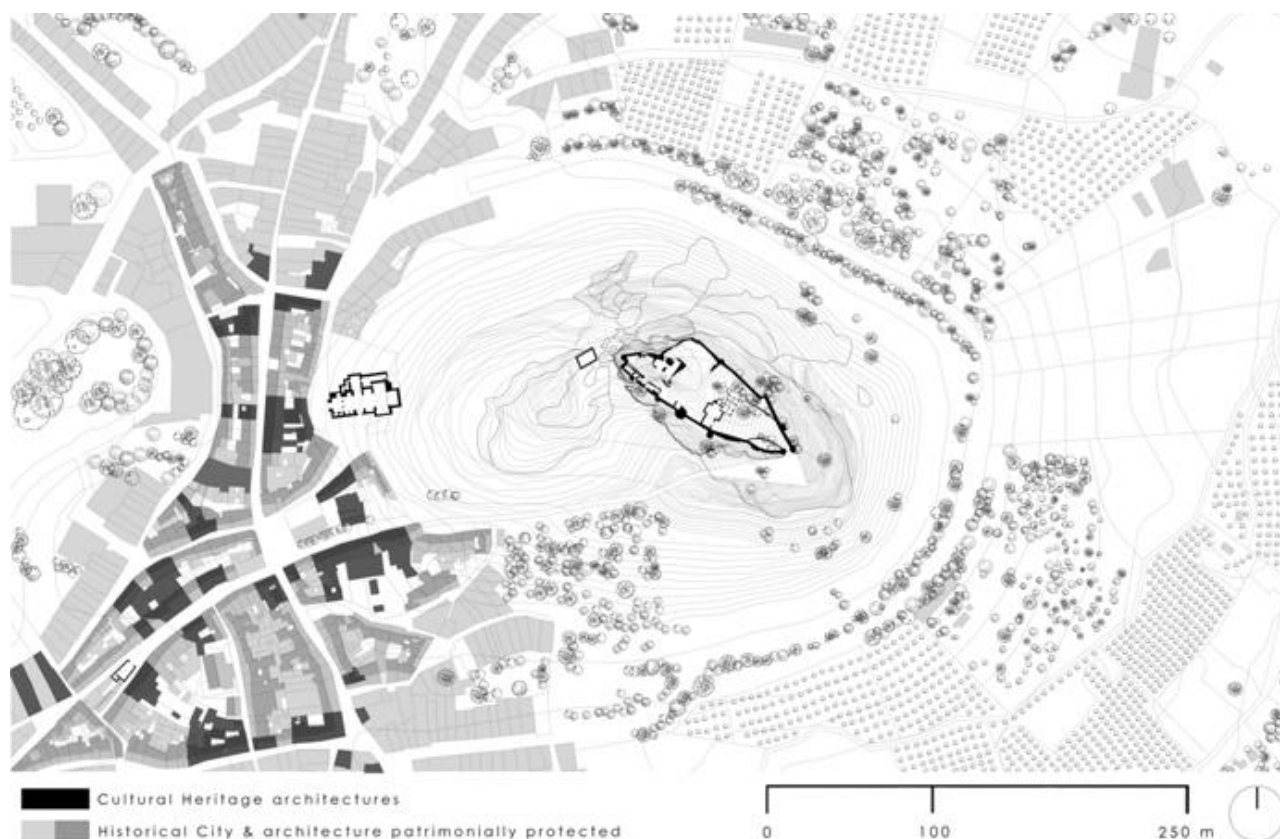 Cultural Heritage architectures
Historical City & architecture patrimonially protected
0 100 250 m